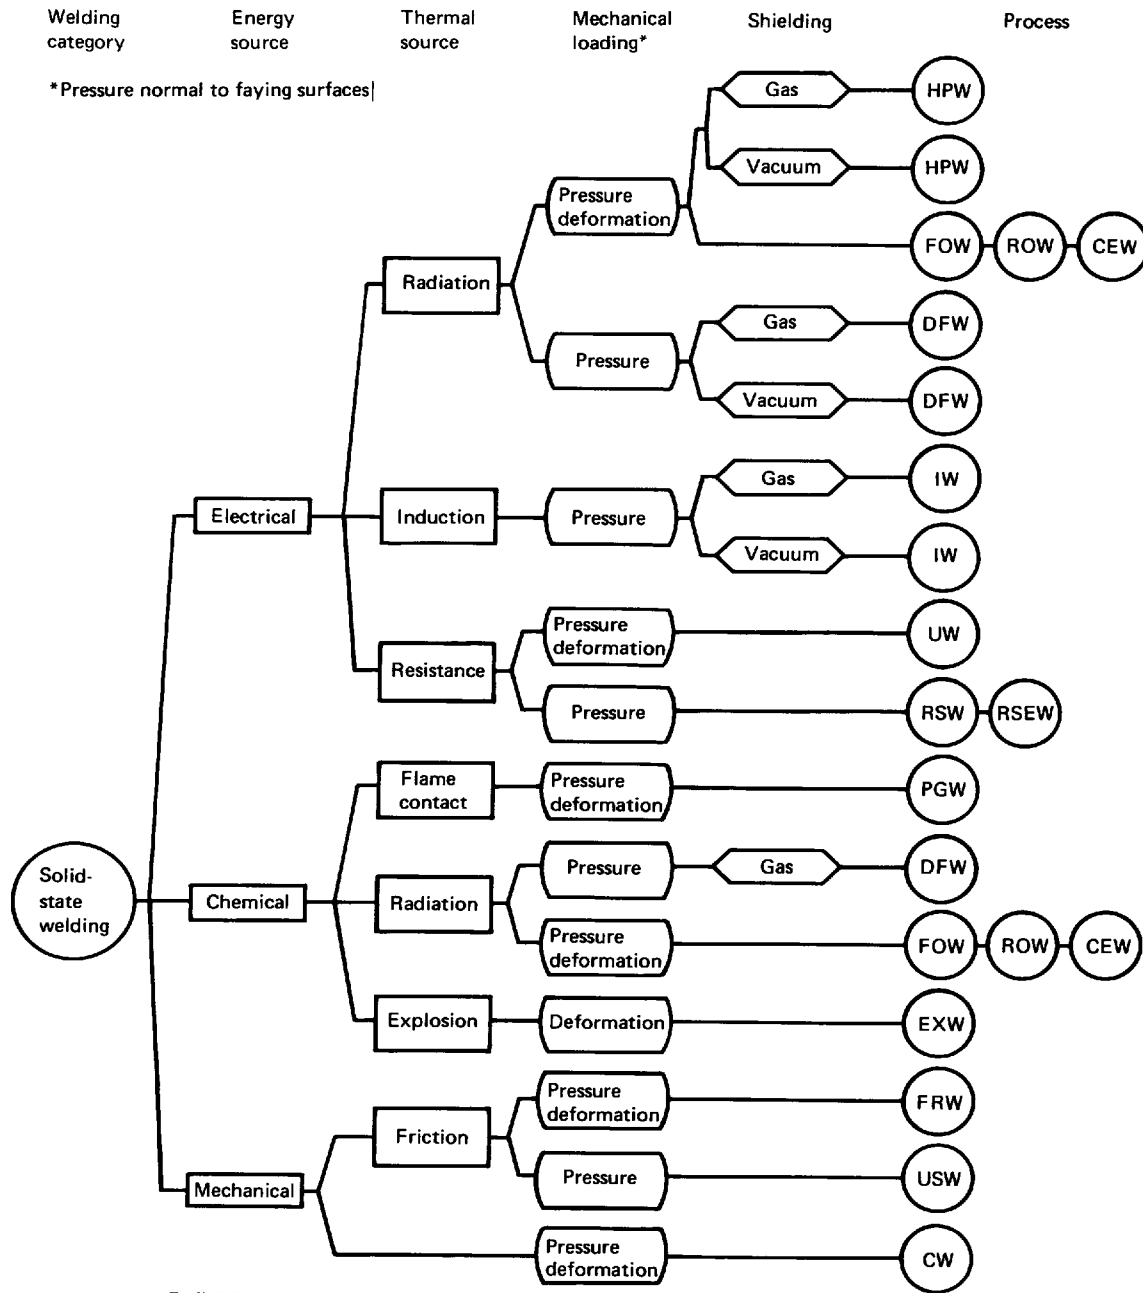 Welding category
Energy source
Thermal source
Mechanical loading*
Shielding
Process
*Pressure normal to faying surfaces
Gas
HPW
Vacuum
HPW
Pressure deformation
FOW
ROW
CEW
Radiation
Gas
DFW
Pressure
Vacuum
DFW
Gas
IW
Electrical
Induction
Pressure
Vacuum
IW
Pressure deformation
UW
Resistance
Pressure
RSW
RSEW
Flame contact
Pressure deformation
PGW
Solid-state welding
Chemical
Radiation
Pressure
Gas
DFW
Pressure deformation
FOW
ROW
CEW
Explosion
Deformation
EXW
Pressure deformation
FRW
Friction
Mechanical
Pressure
USW
Pressure deformation
CW